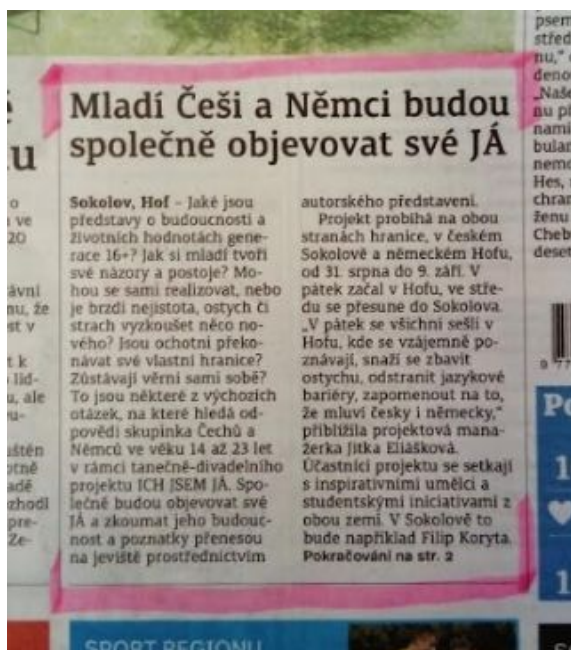 Mladí Češi a Němci budou
společně objevovat své JÁ
Sokolov, Hof – Jaké jsou
představy o budoucnosti a
životních hodnotách gene-
race 16+? Jak si mladí tvoří
své názory a postoje? Mo-
hou se sami realizovat, nebo
je brzdí nejistota, ostych či
strach vyzkoušet něco no-
vého? Jsou ochotni překo-
návat své vlastní hranice?
Zůstávají věrni sami sobě?
To jsou některé z výchozích
otázek, na které hledá od-
povědi skupinka Čechů a
Němců ve věku 14 až 23 let
v rámci tanečně-divadelního
projektu ICH JSEM JÁ. Spo-
lečně budou objevovat své
JÁ a zkoumat jeho budouc-
nost a poznatky přenesou
na jeviště prostřednictvím
autorského představení.
Projekt probíhá na obou
stranách hranice, v českém
Sokolově a německém Hofu,
od 31. srpna do 9. září. V
pátek začal v Hofu, ve stře-
du se přesune do Sokolova.
„V pátek se všichni sešli v
Hofu, kde se vzájemně po-
znávají, snaží se zbavit
ostychu, odstranit jazykové
bariéry, zapomenout na to,
že mluví česky i německy,“
přiblížila projektová mana-
žerka Jitka Eliášková.
Účastníci projektu se setkají
s inspirativními umělci a
studentskými iniciativami z
obou zemí. V Sokolově to
bude například Filip Koryta.
Pokračování na str. 2
SPORT REGIONU